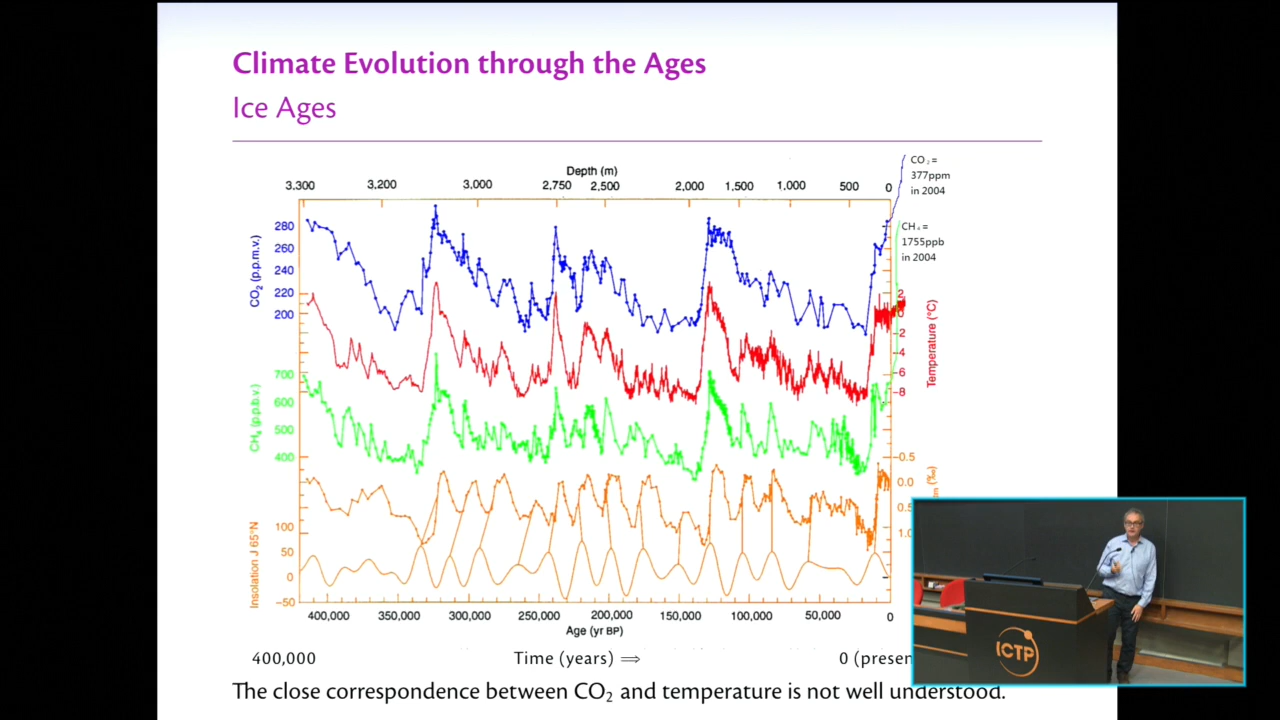 Climate Evolution through the Ages
Ice Ages
Depth (m)
3.300 3,200 3,000 2,750 2,500 2,000 1,500 1.000 500 0
CO₂ =
377ppm
in 2004
CH₄ =
1755ppb
in 2004
CO₂ (p.p.m.v.)
280
260
240
220
200
2
0
-2
-4
-6
-8
Temperature (°C)
CH₄ (p.p.b.v.)
700
600
500
400
-0.5
0.0
0.5
1.0
Insolation J 65°N
100
50
0
-50
400,000 350,000 300,000 250,000 200,000 150,000 100,000 50,000 0
Age (yr BP)
400,000 Time (years) ⟹ 0 (presen
The close correspondence between CO₂ and temperature is not well understood.
ICTP